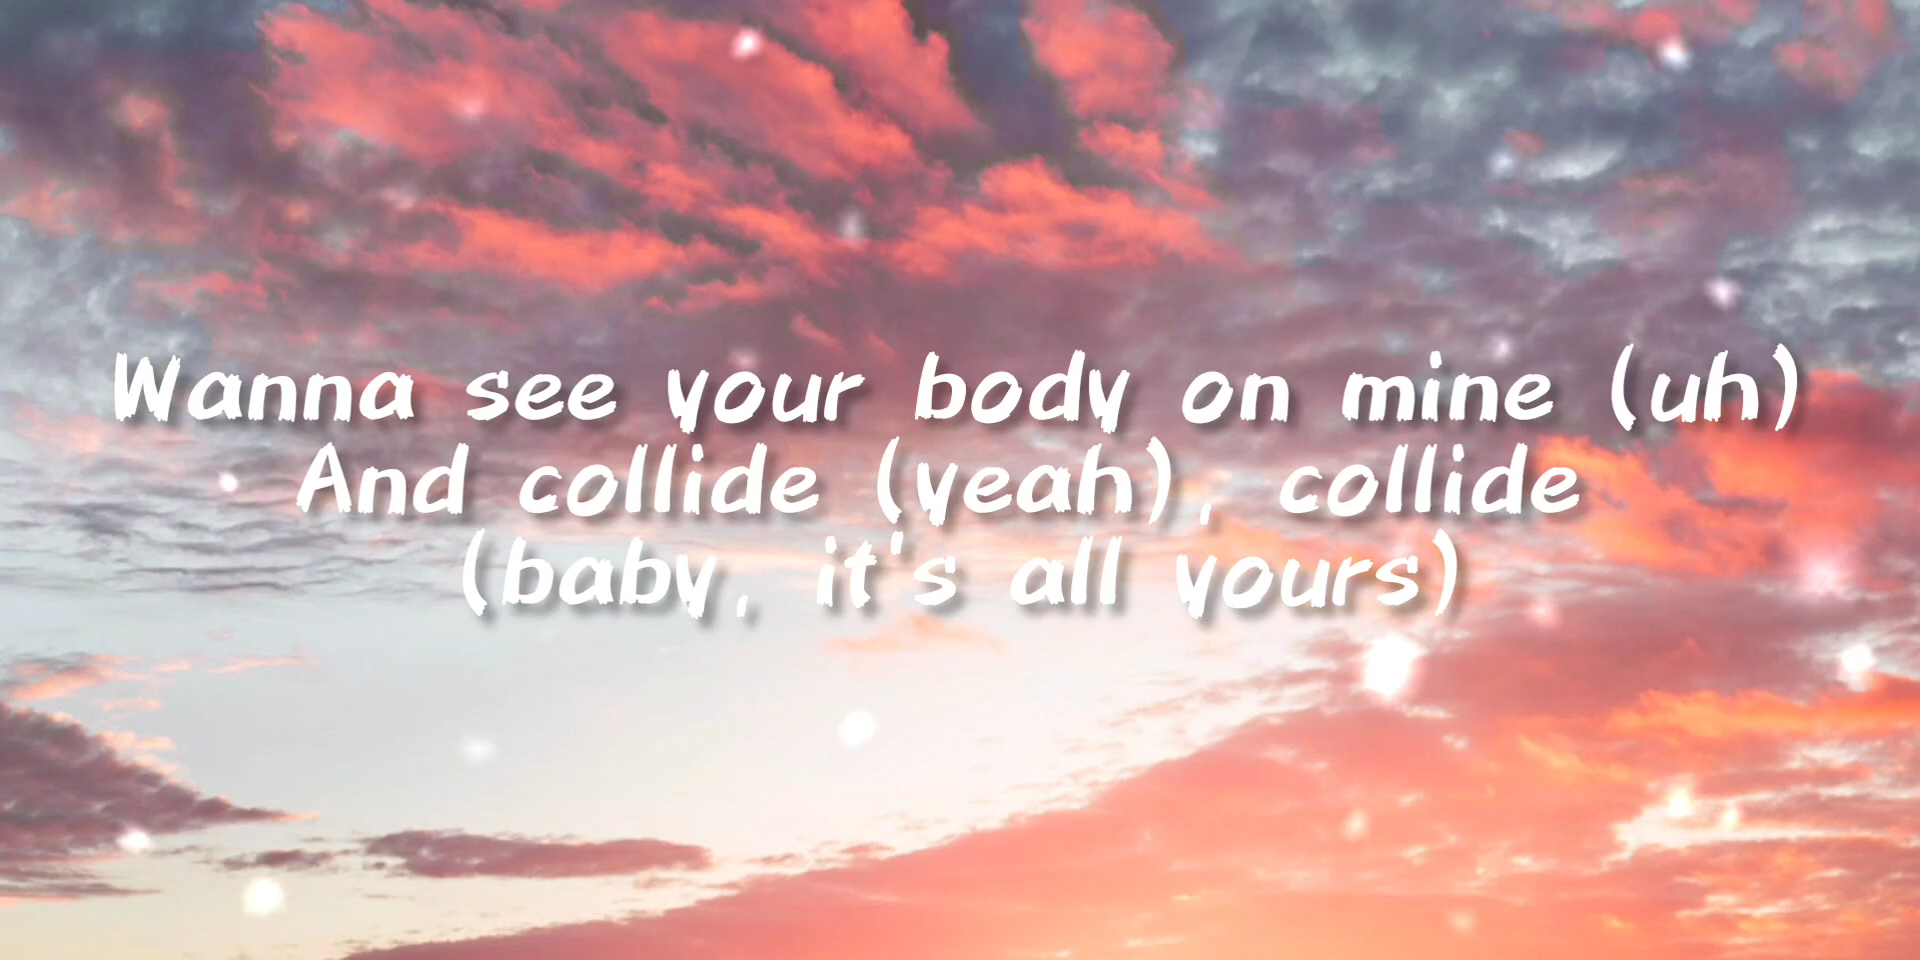 Wanna see your body on mine (uh)
And collide (yeah), collide
(baby, it's all yours)